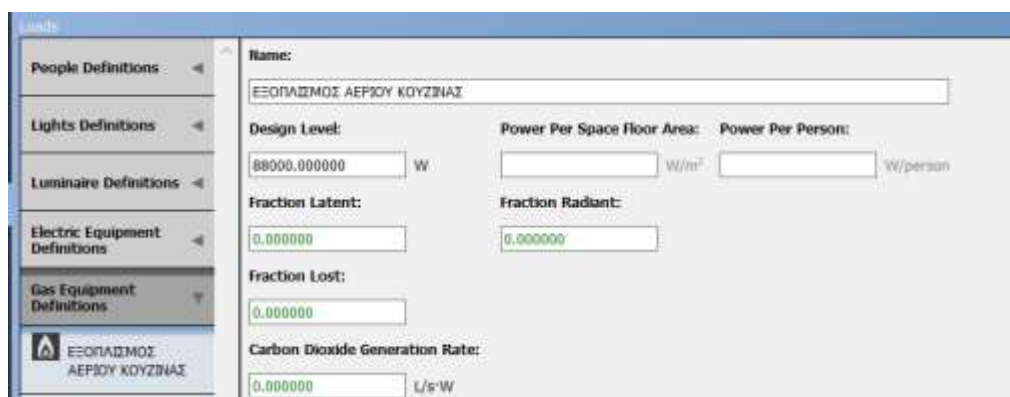 Loads
People Definitions
Lights Definitions
Luminaire Definitions
Electric Equipment
Definitions
Gas Equipment
Definitions
ΕΞΟΠΛΙΣΜΟΣ
ΑΕΡΙΟΥ ΚΟΥΖΙΝΑΣ
Name:
ΕΞΟΠΛΙΣΜΟΣ ΑΕΡΙΟΥ ΚΟΥΖΙΝΑΣ
Design Level: Power Per Space Floor Area: Power Per Person:
88000.000000 W W/m² W/person
Fraction Latent: Fraction Radiant:
0.000000 0.000000
Fraction Lost:
0.000000
Carbon Dioxide Generation Rate:
0.000000 L/s·W